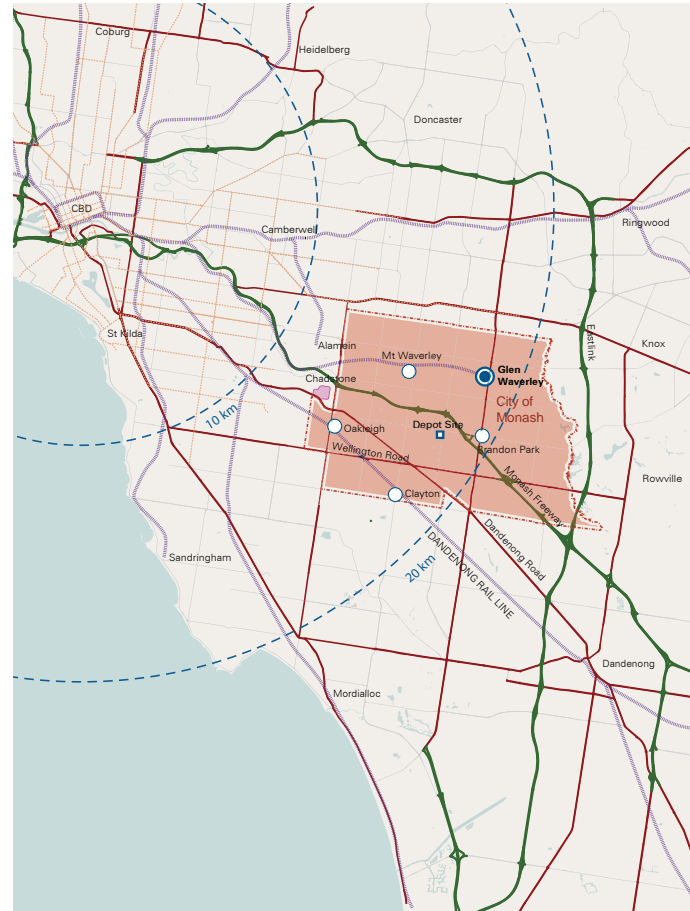 Coburg
Heidelberg
Doncaster
CBD
Camberwell
Ringwood
St Kilda
Alamein
Mt Waverley
Eastlink
Knox
Chadstone
Glen
Waverley
City of
Monash
10 km
Oakleigh
Depot Site
Wellington Road
Brandon Park
Monash Freeway
Rowville
Clayton
Dandenong Road
Sandringham
20 km
DANDENONG RAIL LINE
Dandenong
Mordialloc